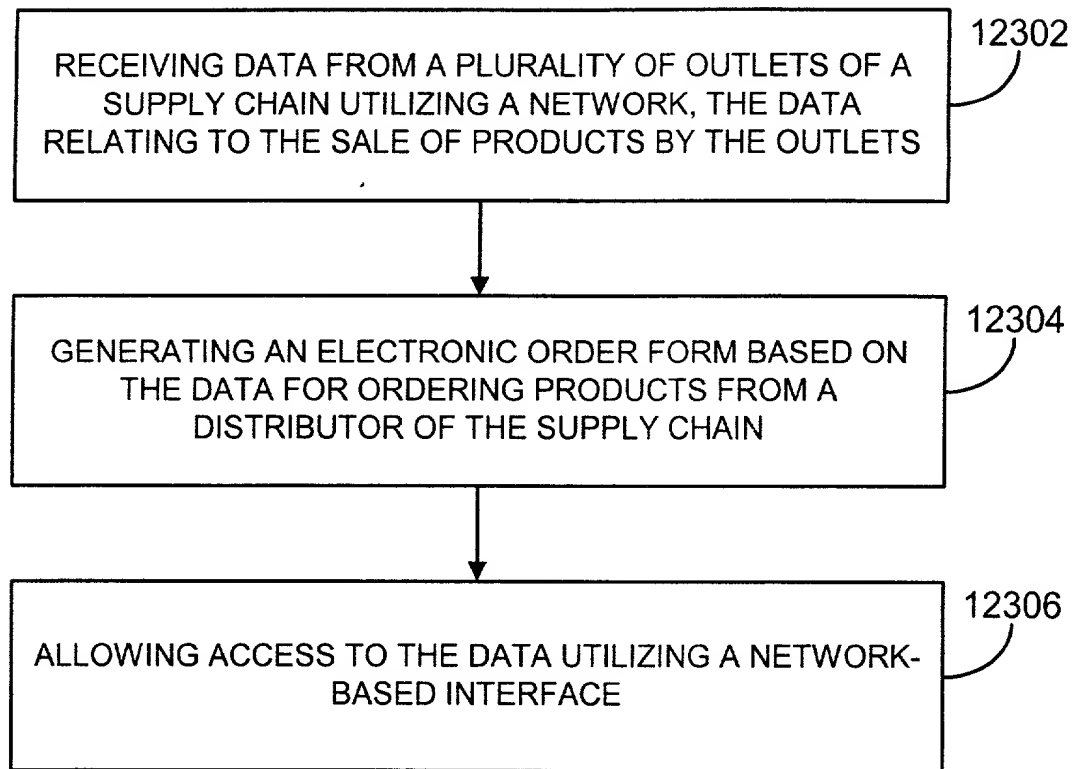 12302
RECEIVING DATA FROM A PLURALITY OF OUTLETS OF A
SUPPLY CHAIN UTILIZING A NETWORK, THE DATA
RELATING TO THE SALE OF PRODUCTS BY THE OUTLETS
12304
GENERATING AN ELECTRONIC ORDER FORM BASED ON
THE DATA FOR ORDERING PRODUCTS FROM A
DISTRIBUTOR OF THE SUPPLY CHAIN
12306
ALLOWING ACCESS TO THE DATA UTILIZING A NETWORK-
BASED INTERFACE